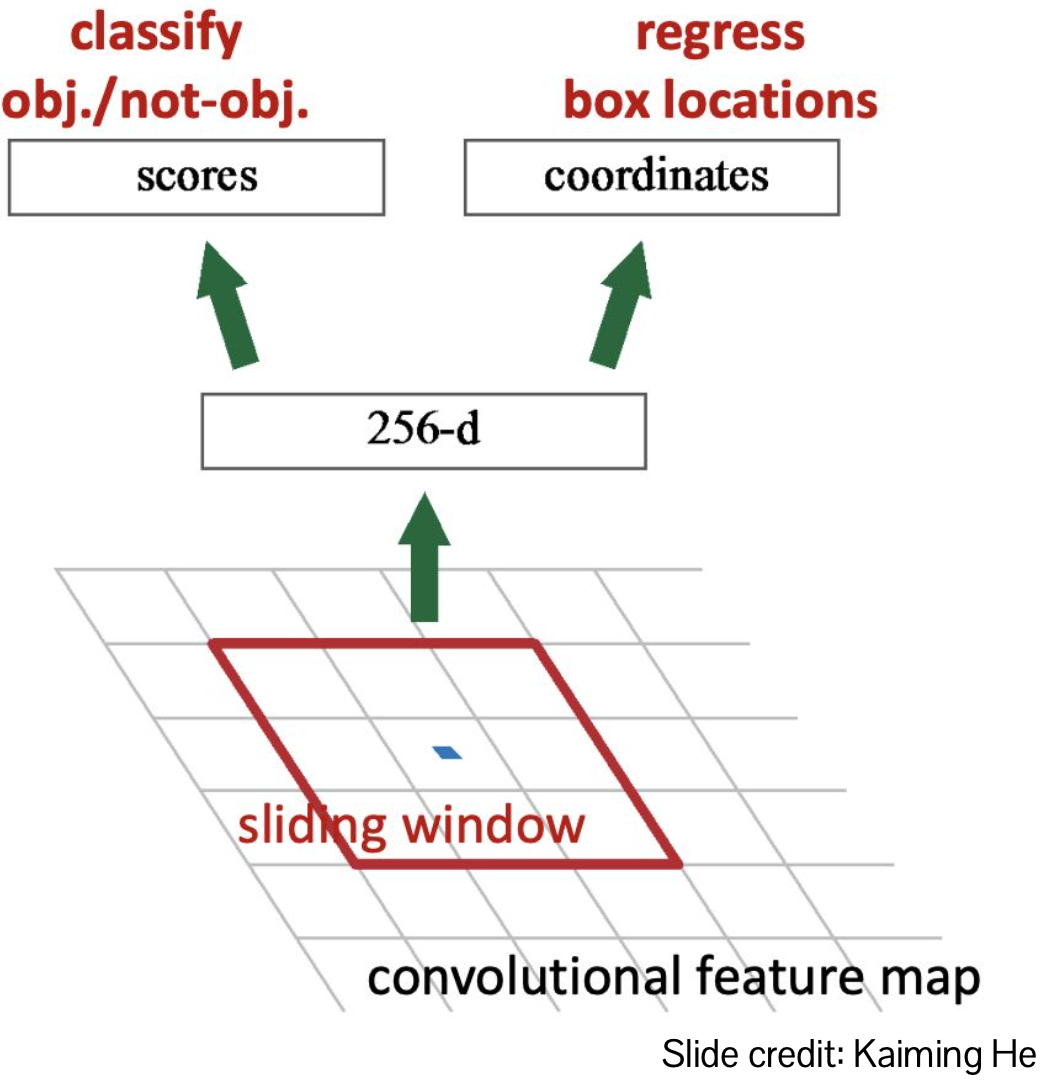 classify
obj./not-obj.
regress
box locations
scores
coordinates
256-d
sliding window
convolutional feature map
Slide credit: Kaiming He